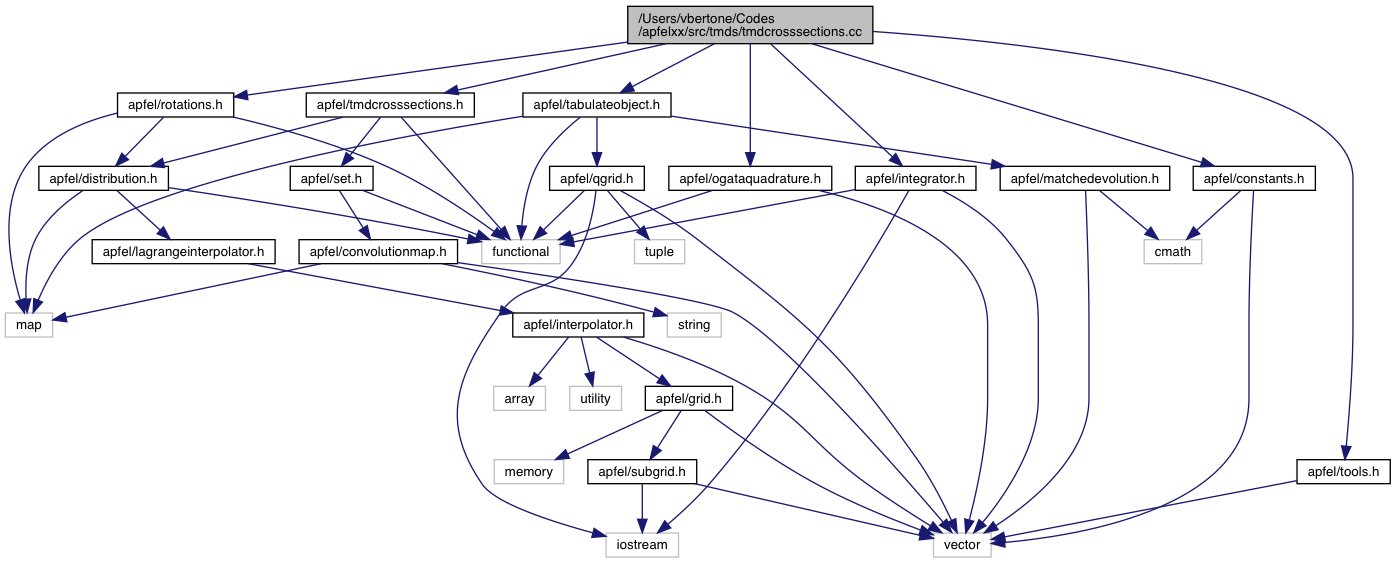 /Users/vbertone/Codes
/apfelxx/src/tmds/tmdcrosssections.cc
apfel/rotations.h
apfel/tmdcrosssections.h
apfel/tabulateobject.h
apfel/distribution.h
apfel/set.h
apfel/qgrid.h
apfel/ogataquadrature.h
apfel/integrator.h
apfel/matchedevolution.h
apfel/constants.h
apfel/lagrangeinterpolator.h
apfel/convolutionmap.h
functional
tuple
cmath
map
apfel/interpolator.h
string
array
utility
apfel/grid.h
memory
apfel/subgrid.h
apfel/tools.h
iostream
vector